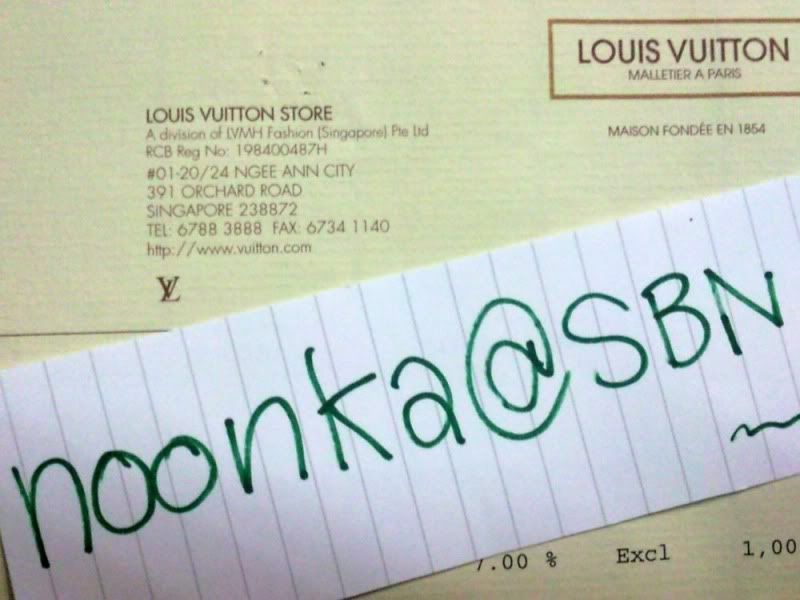 LOUIS VUITTON
MALLETIER A PARIS
MAISON FONDÉE EN 1854
LOUIS VUITTON STORE
A division of LVMH Fashion (Singapore) Pte Ltd
RCB Reg No: 198400487H
#01-20/24 NGEE ANN CITY
391 ORCHARD ROAD
SINGAPORE 238872
TEL: 6788 3888 FAX: 6734 1140
http://www.vuitton.com
LV
noonka@SBN
7.00 % Excl 1,00